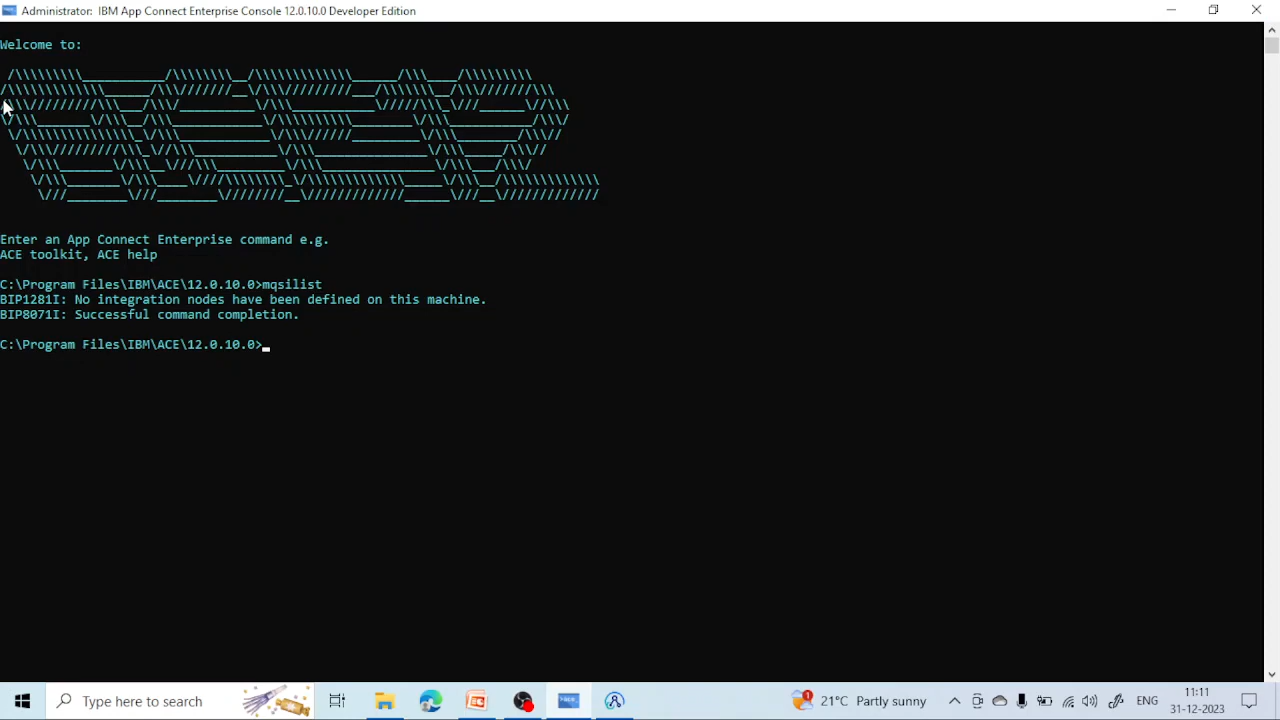 Administrator: IBM App Connect Enterprise Console 12.0.10.0 Developer Edition
Welcome to:
Enter an App Connect Enterprise command e.g.
ACE toolkit, ACE help
C:\Program Files\IBM\ACE\12.0.10.0>mqsilist
BIP1281I: No integration nodes have been defined on this machine.
BIP8071I: Successful command completion.
C:\Program Files\IBM\ACE\12.0.10.0>
Type here to search
1
21°C Partly sunny
ENG
11:11
31-12-2023